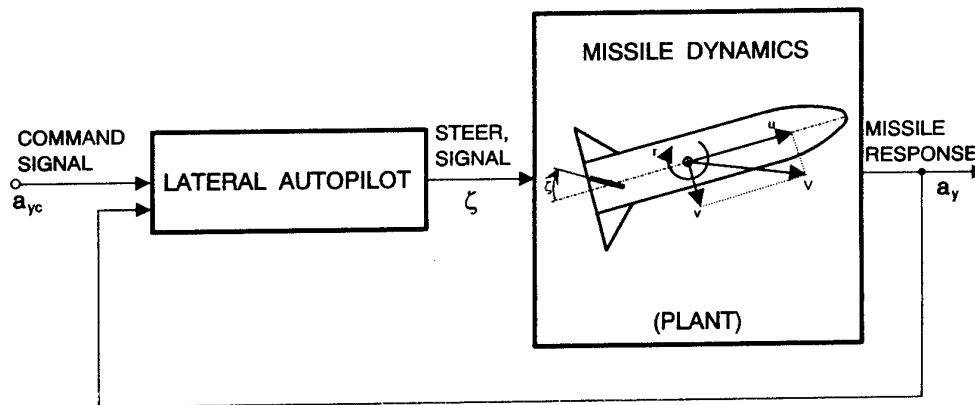 MISSILE DYNAMICS
COMMAND
SIGNAL
a_yc
LATERAL AUTOPILOT
STEER,
SIGNAL
ζ
ζ
r
u
v
V
MISSILE
RESPONSE
a_y
(PLANT)